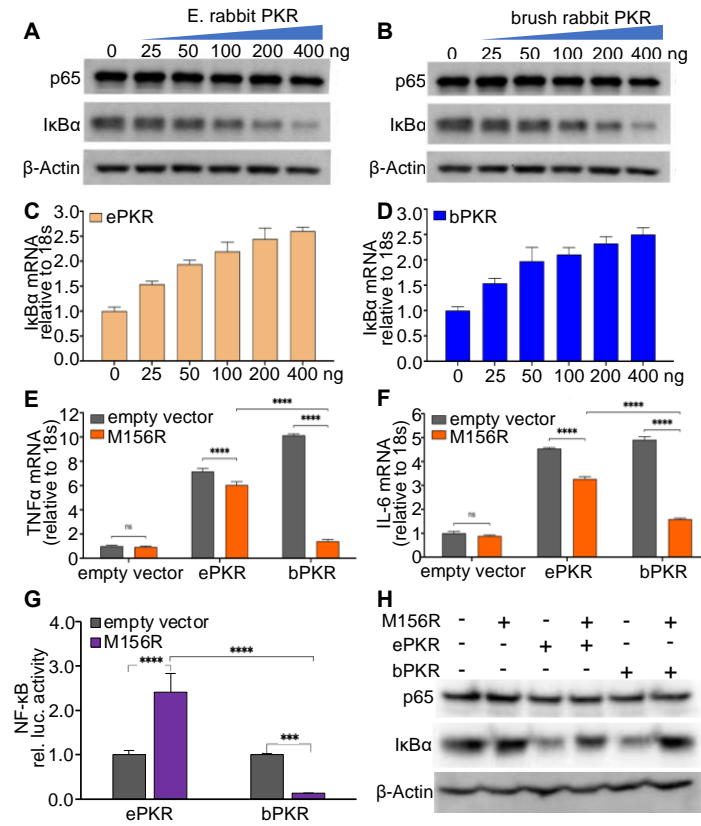 A
E. rabbit PKR
0 25 50 100 200 400 ng
p65
IκBα
β-Actin
B
brush rabbit PKR
0 25 50 100 200 400 ng
p65
IκBα
β-Actin
C
ePKR
IκBα mRNA
relative to 18s
3.0
2.5
2.0
1.5
1.0
0.5
0.0
0 25 50 100 200 400 ng
D
bPKR
IκBα mRNA
relative to 18s
3.0
2.5
2.0
1.5
1.0
0.5
0.0
0 25 50 100 200 400 ng
E
empty vector
M156R
TNFα mRNA
(relative to 18s)
12
10
8
6
4
2
0
ns
****
****
****
empty vector ePKR bPKR
F
empty vector
M156R
IL-6 mRNA
(relative to 18s)
6
5
4
3
2
1
0
ns
****
****
****
empty vector ePKR bPKR
G
empty vector
M156R
NF-κB
rel. luc. activity
4.0
3.0
2.0
1.0
0.0
****
****
***
ePKR bPKR
H
M156R - + - + - +
ePKR - - + +
bPKR - - + +
p65
IκBα
β-Actin